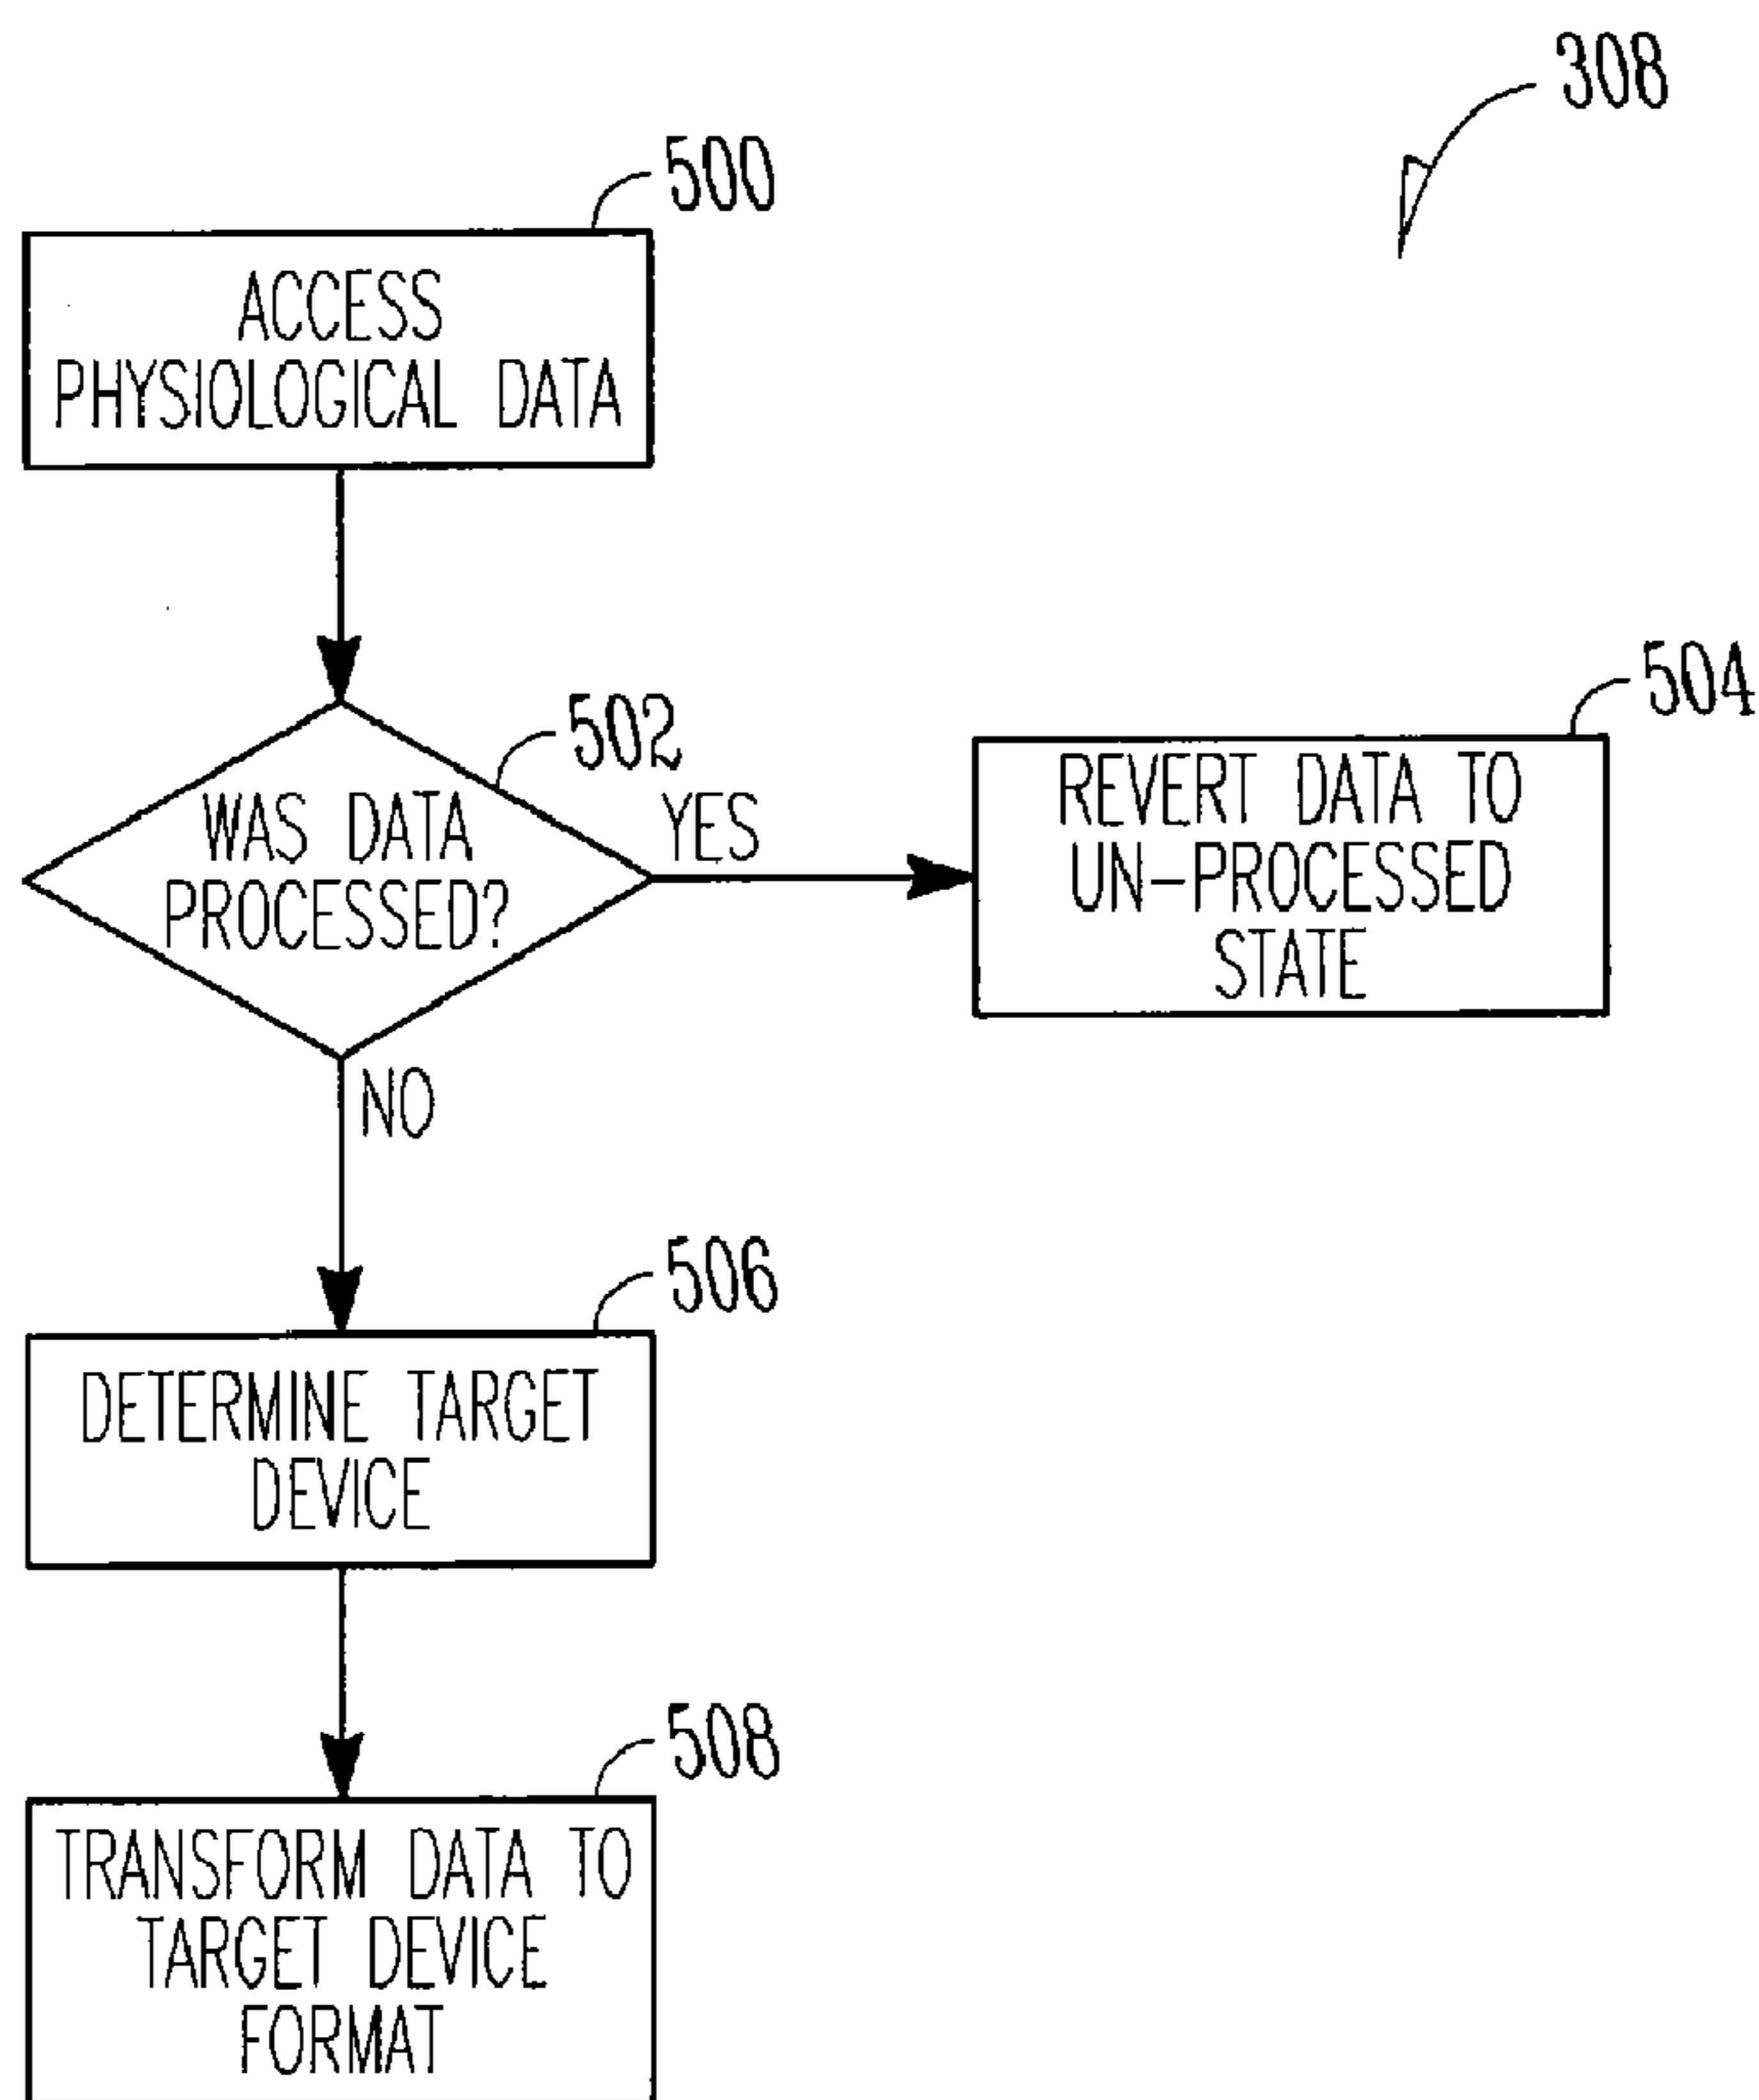 308
500
ACCESS
PHYSIOLOGICAL DATA
502
WAS DATA
PROCESSED?
YES
504
REVERT DATA TO
UN-PROCESSED
STATE
NO
506
DETERMINE TARGET
DEVICE
508
TRANSFORM DATA TO
TARGET DEVICE
FORMAT